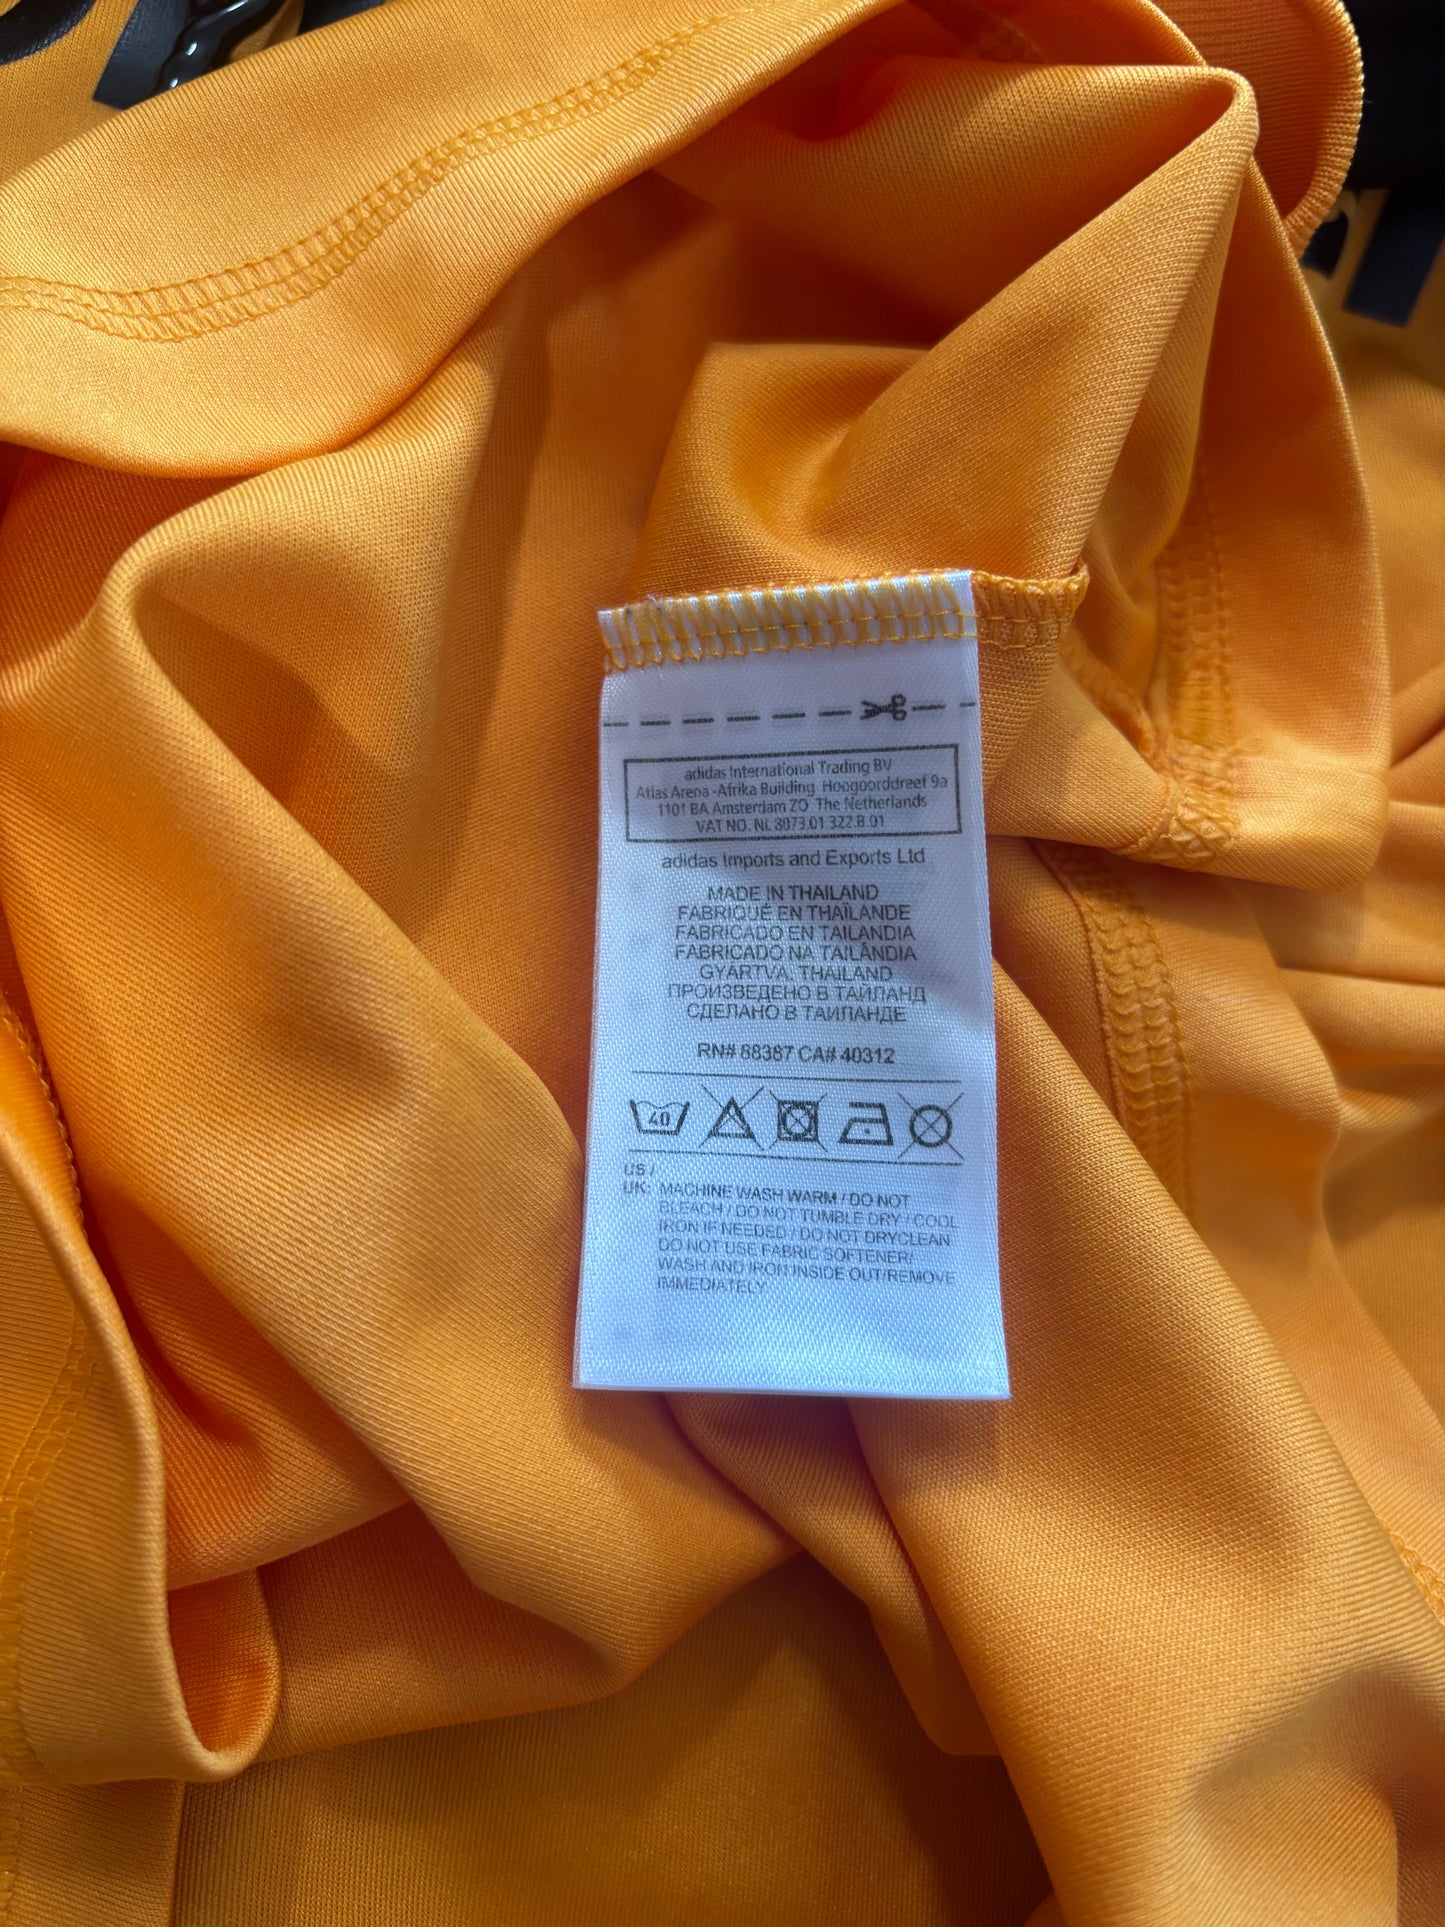 adidas International Trading BV
Atlas Arena -Afrika Building Hoogoorddreef 9a
1101 BA Amsterdam ZO The Netherlands
VAT NO. NL 8073.01.322.B.01
adidas Imports and Exports Ltd
MADE IN THAILAND
FABRIQUÉ EN THAÏLANDE
FABRICADO EN TAILANDIA
FABRICADO NA TAILÂNDIA
GYARTVA: THAILAND
ПРОИЗВЕДЕНО В ТАЙЛАНД
СДЕЛАНО В ТАИЛАНДЕ
RN# 88387 CA# 40312
40
US /
UK: MACHINE WASH WARM / DO NOT
BLEACH / DO NOT TUMBLE DRY / COOL
IRON IF NEEDED / DO NOT DRYCLEAN
DO NOT USE FABRIC SOFTENER/
WASH AND IRON INSIDE OUT/REMOVE
IMMEDIATELY